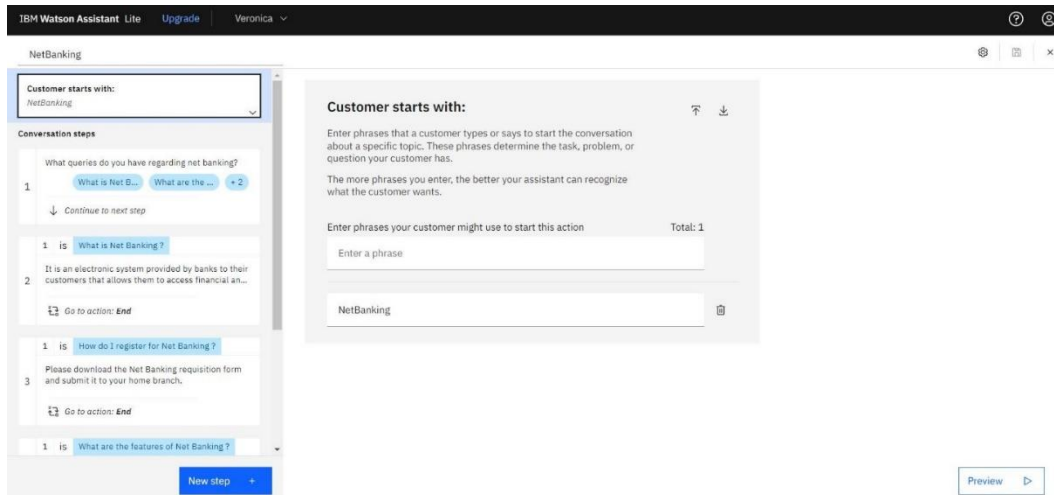 IBM Watson Assistant Lite Upgrade Veronica
NetBanking
Customer starts with:
NetBanking
Conversation steps
1
What queries do you have regarding net banking?
What is Net B... What are the ... + 2
Continue to next step
2
1 is What is Net Banking ?
It is an electronic system provided by banks to their
customers that allows them to access financial an...
Go to action: End
3
1 is How do I register for Net Banking ?
Please download the Net Banking requisition form
and submit it to your home branch.
Go to action: End
1 is What are the features of Net Banking ?
New step +
Customer starts with:
Enter phrases that a customer types or says to start the conversation
about a specific topic. These phrases determine the task, problem, or
question your customer has.
The more phrases you enter, the better your assistant can recognize
what the customer wants.
Enter phrases your customer might use to start this action Total: 1
Enter a phrase
NetBanking
Preview